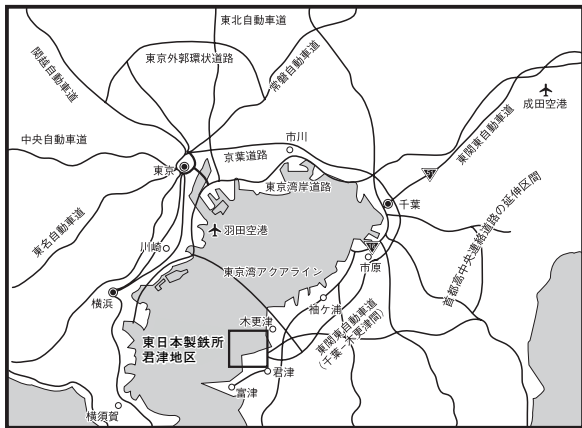 東北自動車道
関越自動車道
東京外郭環状道路
常磐自動車道
成田空港
東関東自動車道
中央自動車道
市川
京葉道路
東京
東京湾岸道路
千葉
首都高中央連絡道路の延伸区間
東名自動車道
羽田空港
川崎
市原
東京湾アクアライン
横浜
袖ケ浦
木更津
東関東自動車道
(千葉-木更津間)
東日本製鉄所
君津地区
君津
富津
横須賀